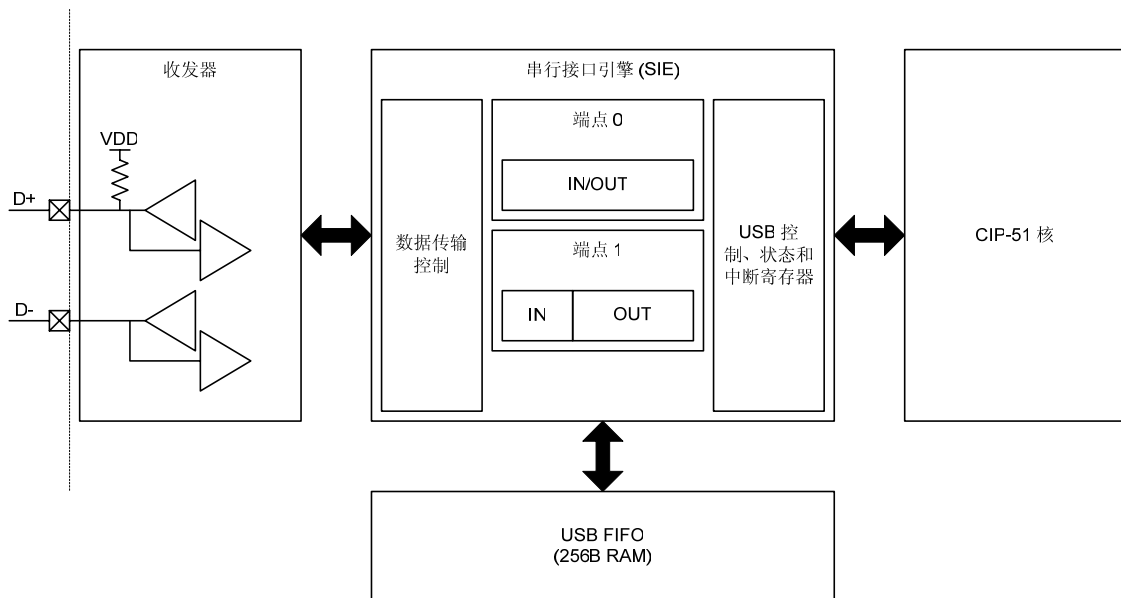 收发器
VDD
D+
D-
串行接口引擎 (SIE)
数据传输
控制
端点 0
IN/OUT
端点 1
IN
OUT
USB 控
制、状态和
中断寄存器
CIP-51 核
USB FIFO
(256B RAM)